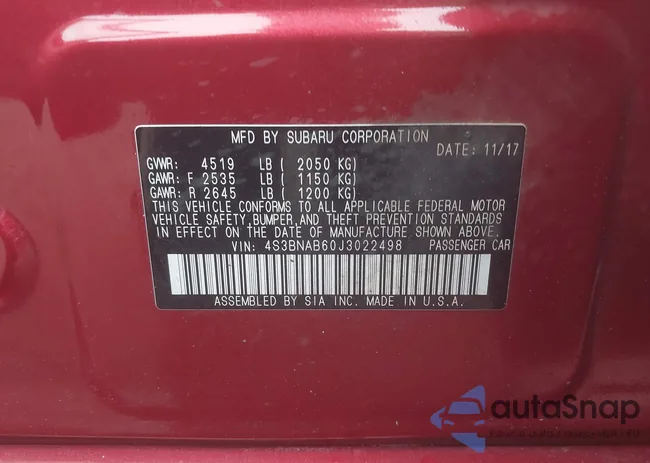 MFD BY SUBARU CORPORATION
DATE: 11/17
GVWR: 4519 LB ( 2050 KG)
GAWR: F 2535 LB ( 1150 KG)
GAWR: R 2645 LB ( 1200 KG)
THIS VEHICLE CONFORMS TO ALL APPLICABLE FEDERAL MOTOR
VEHICLE SAFETY, BUMPER, AND THEFT PREVENTION STANDARDS
IN EFFECT ON THE DATE OF MANUFACTURE SHOWN ABOVE.
VIN: 4S3BNAB60J3022498 PASSENGER CAR
ASSEMBLED BY SIA INC. MADE IN U.S.A.
autaSnap